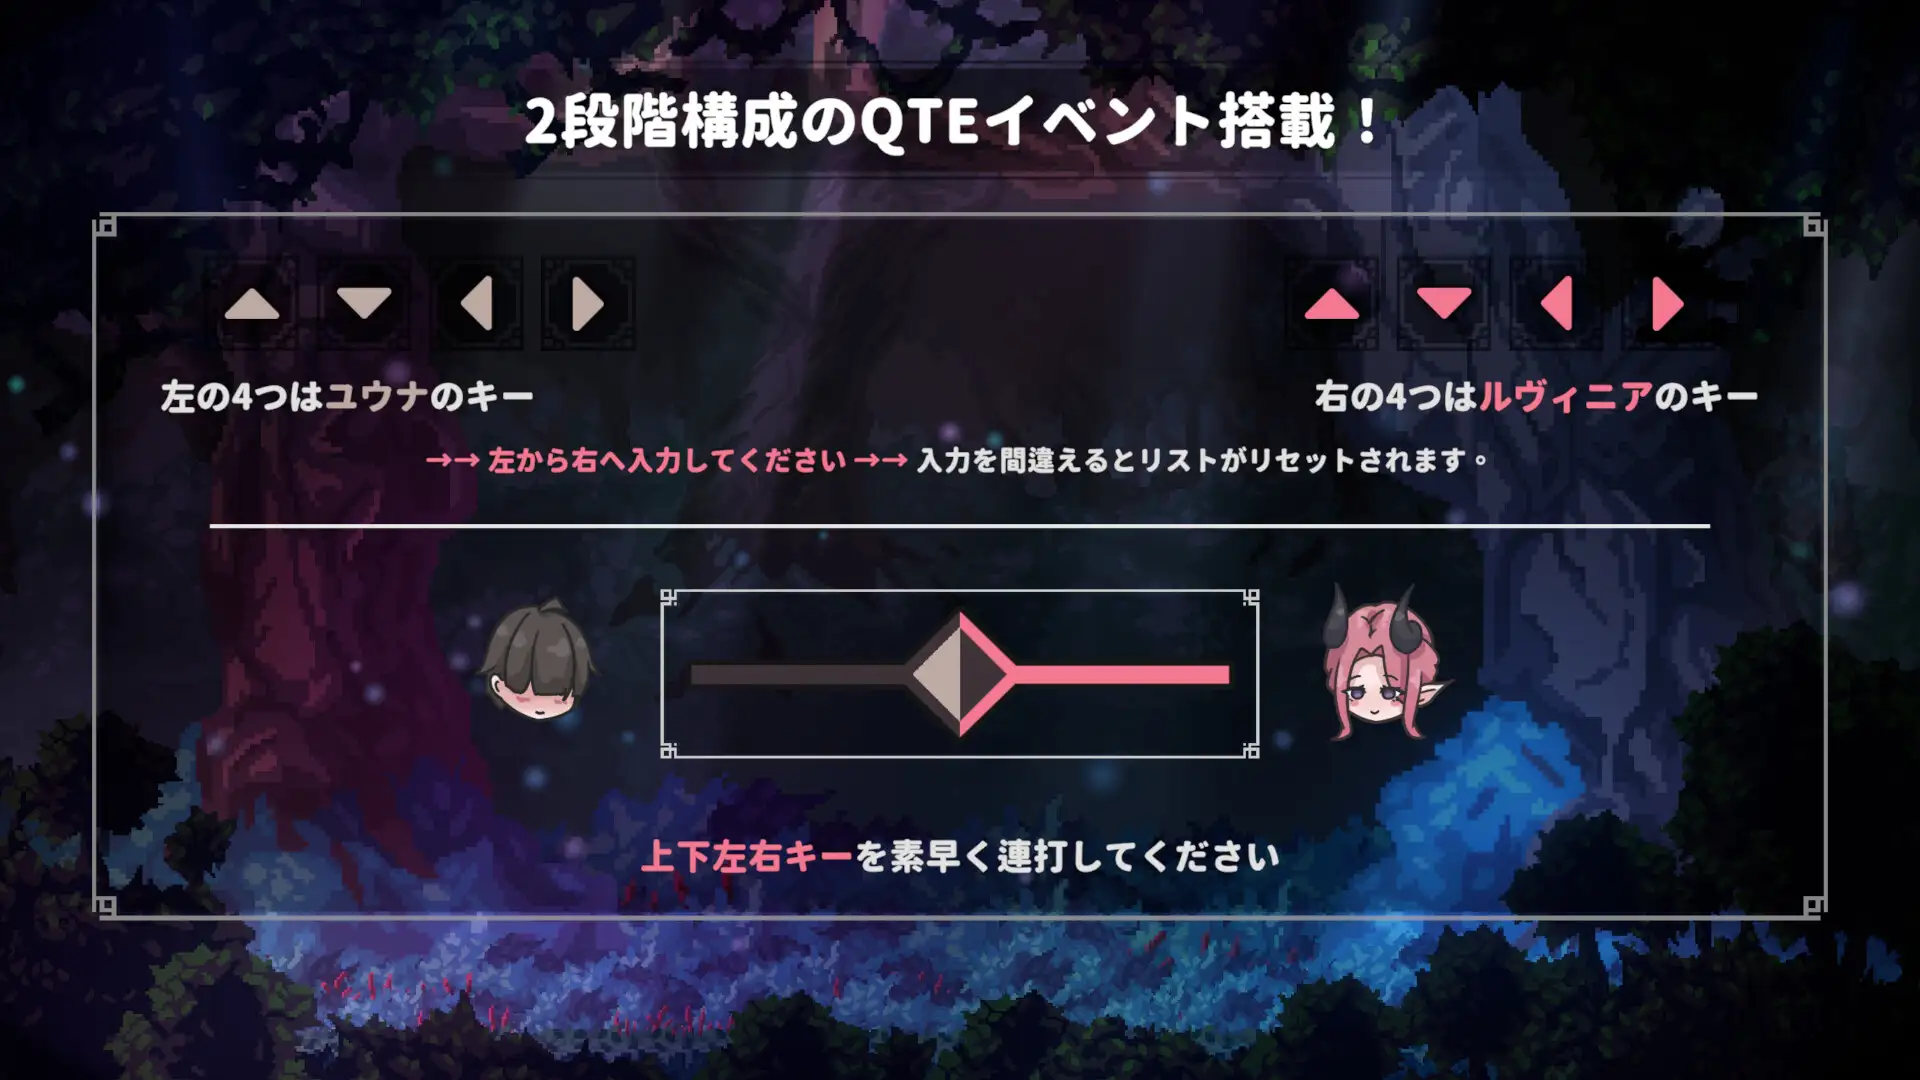 2段階構成のQTEイベント搭載！
左の4つはユウナのキー
右の4つはルヴィニアのキー
→→ 左から右へ入力してください →→ 入力を間違えるとリストがリセットされます。
上下左右キーを素早く連打してください